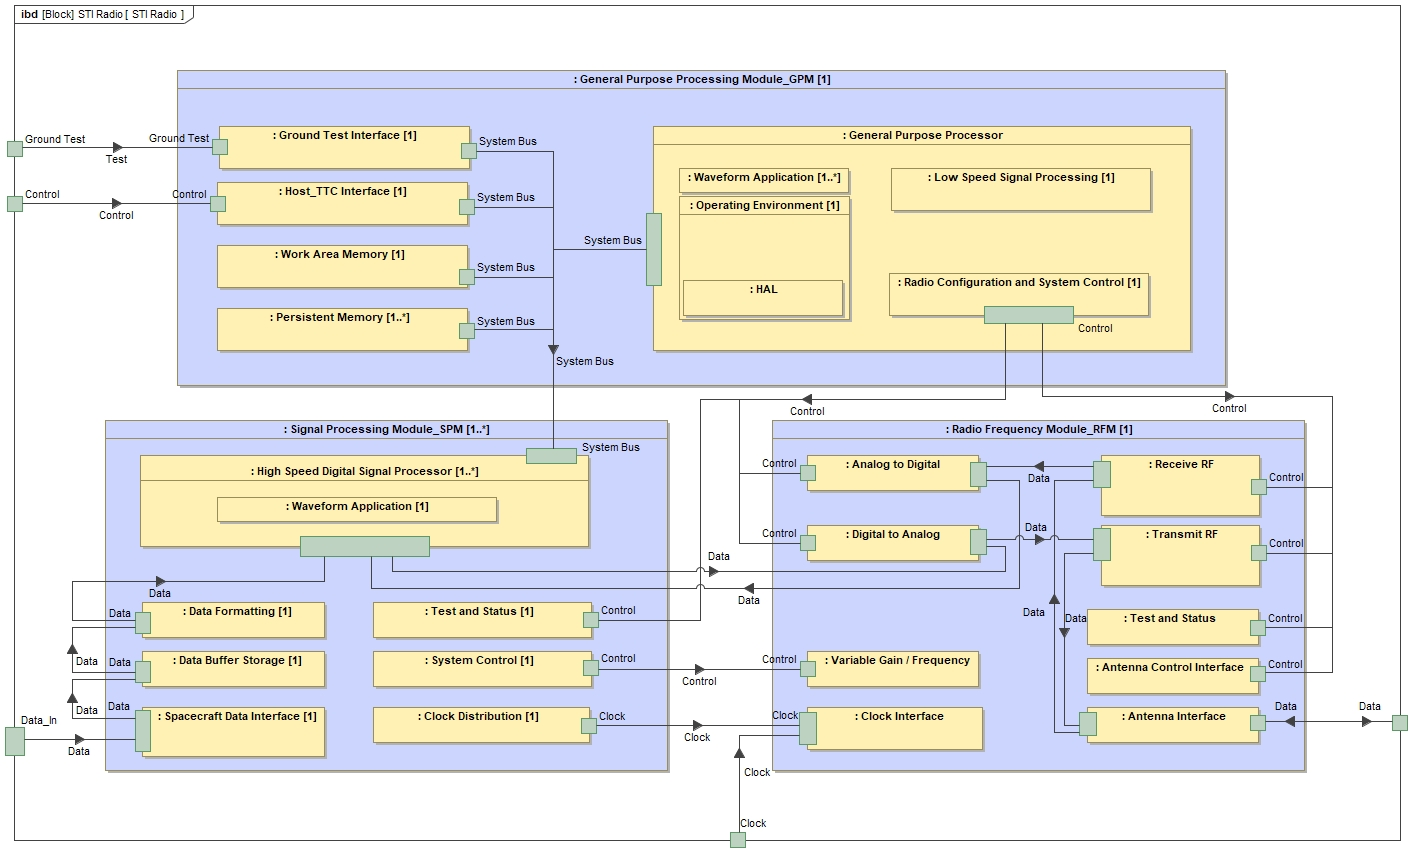 ibd [Block] STI Radio [ STI Radio ]
: General Purpose Processing Module_GPM [1]
Ground Test
Test
Ground Test
: Ground Test Interface [1]
System Bus
Control
Control
Control
: Host_TTC Interface [1]
System Bus
: Work Area Memory [1]
System Bus
: Persistent Memory [1..*]
System Bus
System Bus
System Bus
: General Purpose Processor
: Waveform Application [1..*]
: Operating Environment [1]
: HAL
: Low Speed Signal Processing [1]
: Radio Configuration and System Control [1]
Control
Control
Control
: Signal Processing Module_SPM [1..*]
System Bus
: High Speed Digital Signal Processor [1..*]
: Waveform Application [1]
Data
Data
Data
Data
: Data Formatting [1]
Data
Data
: Data Buffer Storage [1]
Data
Data
: Spacecraft Data Interface [1]
Data_In
Data
: Test and Status [1]
Control
: System Control [1]
Control
Control
: Clock Distribution [1]
Clock
Clock
: Radio Frequency Module_RFM [1]
Control
: Analog to Digital
Data
: Receive RF
Control
Control
: Digital to Analog
Data
: Transmit RF
Control
Data
Data
: Test and Status
Control
Control
: Variable Gain / Frequency
: Antenna Control Interface
Control
Clock
: Clock Interface
: Antenna Interface
Data
Data
Clock
Clock